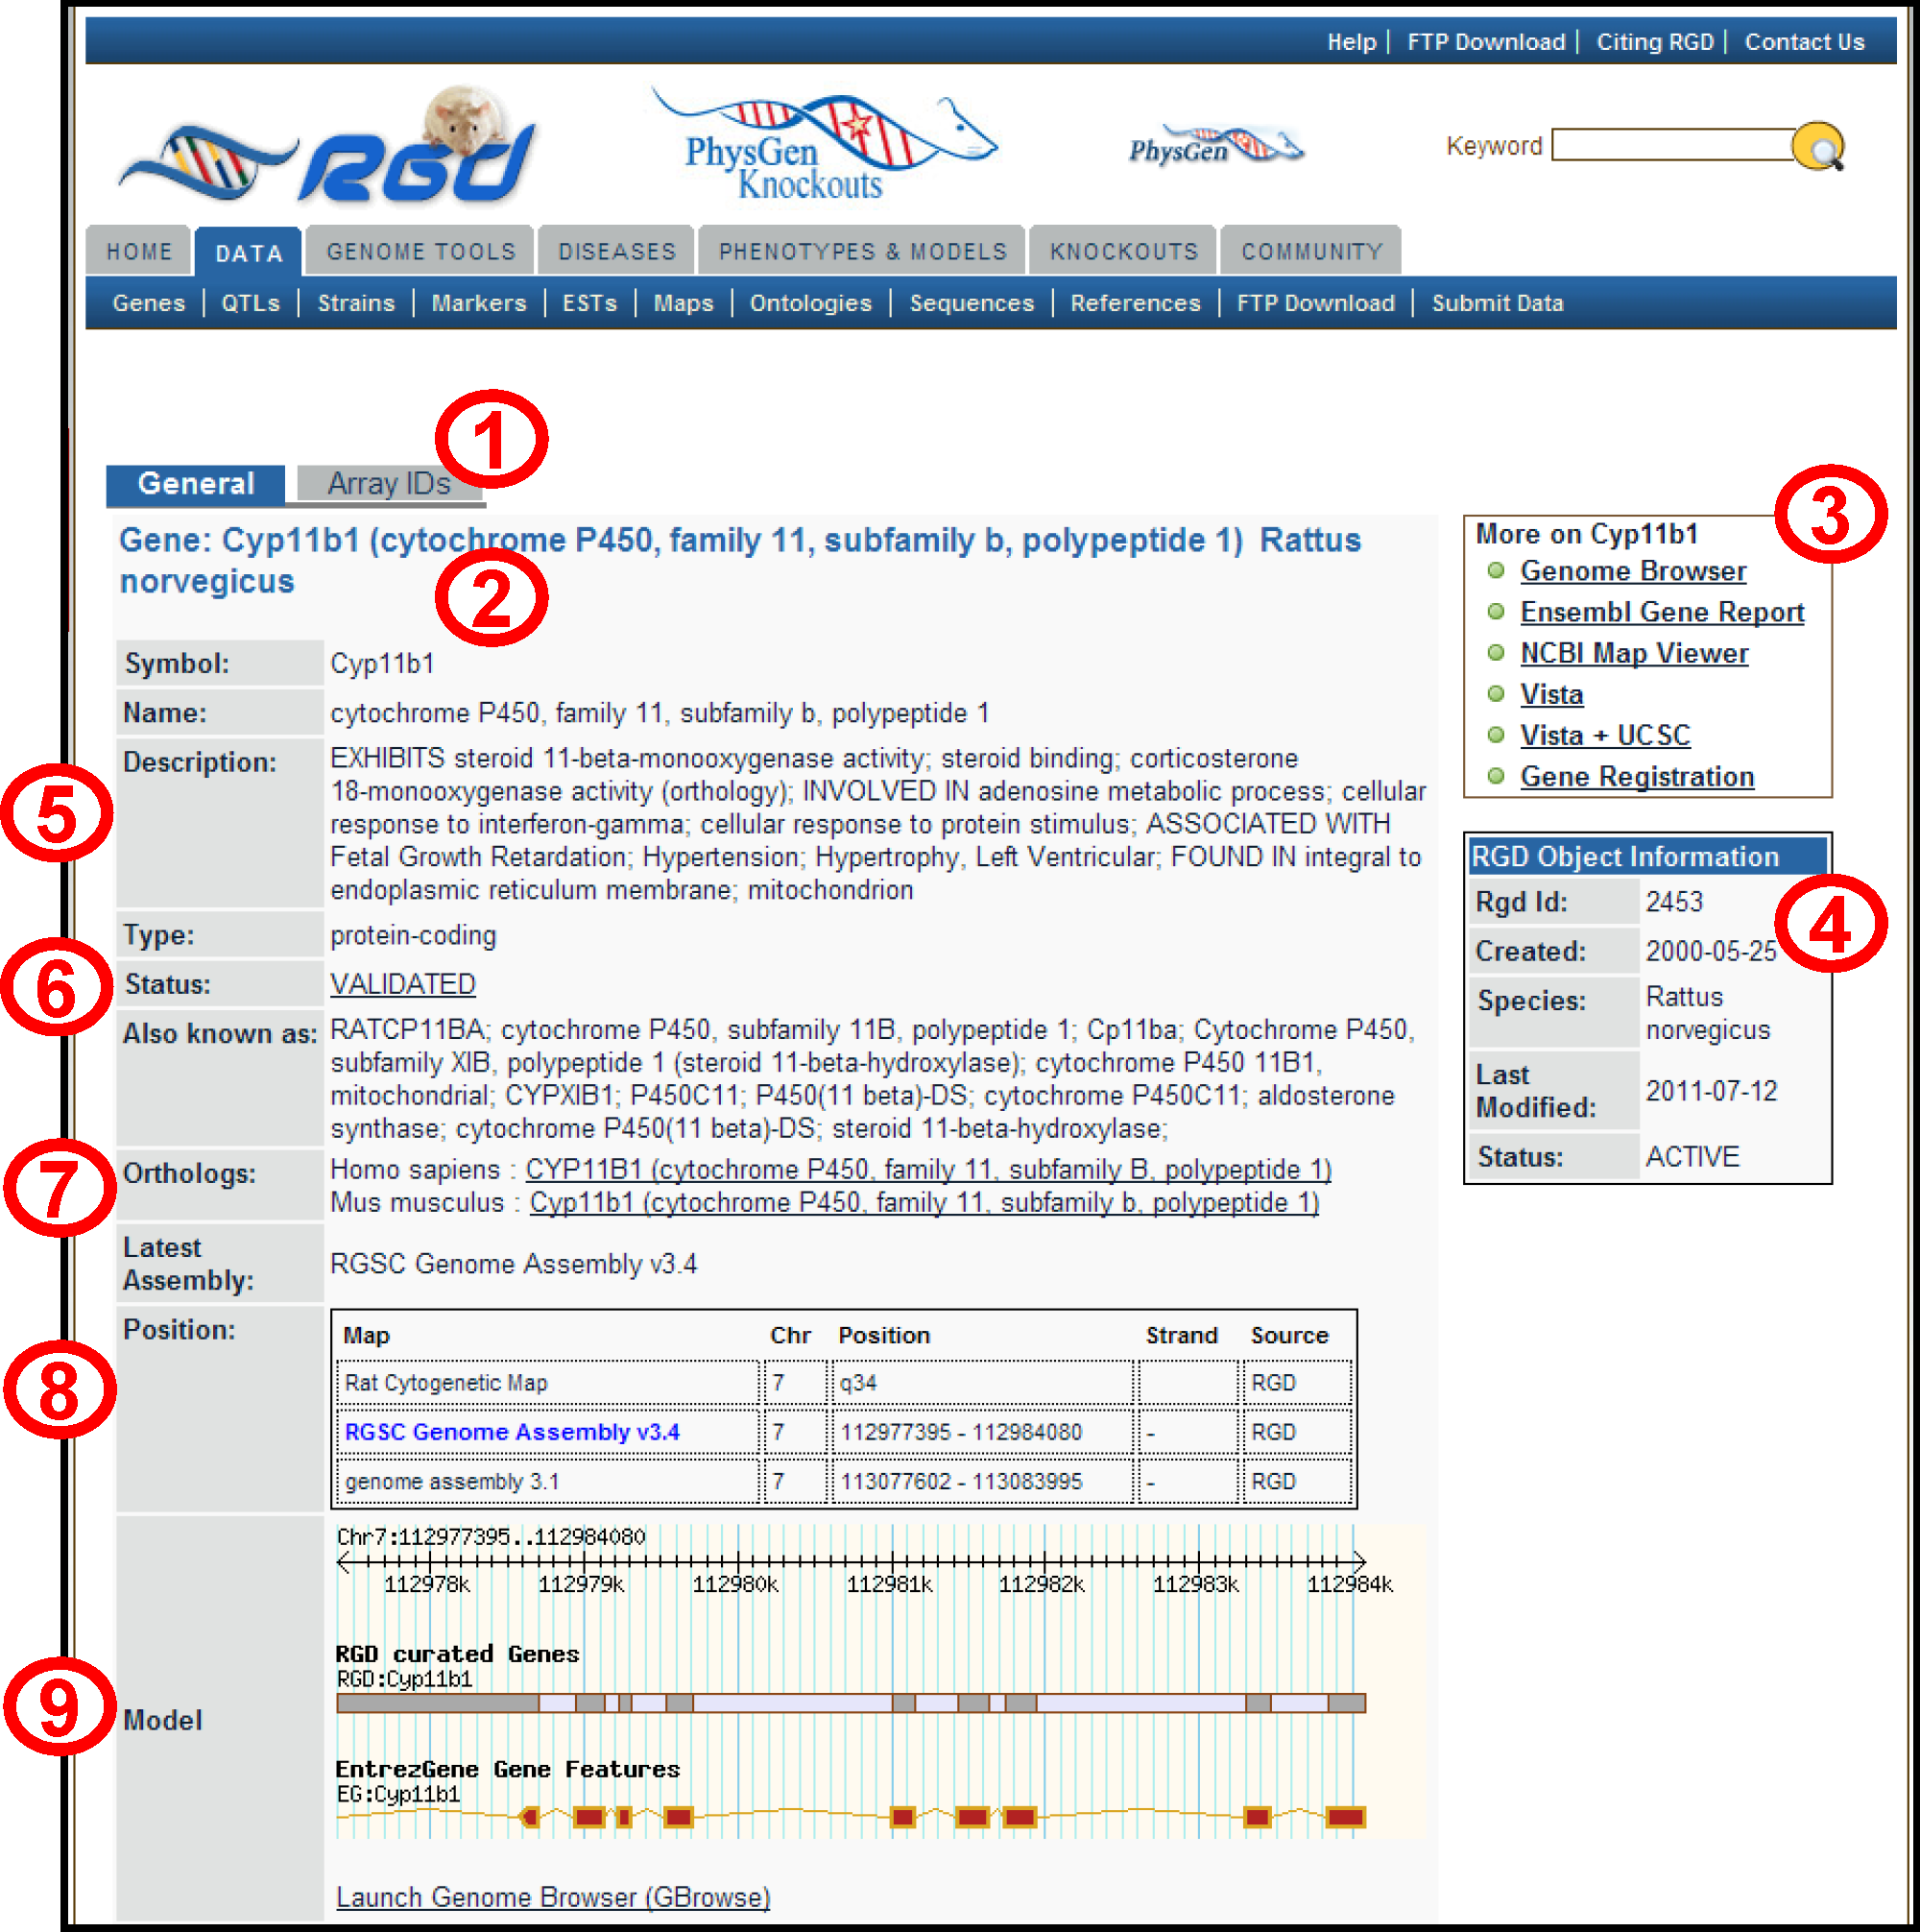 Help | FTP Download | Citing RGD | Contact Us
RGD
PhysGen
Knockouts
PhysGen
Keyword
HOME DATA GENOME TOOLS DISEASES PHENOTYPES & MODELS KNOCKOUTS COMMUNITY
Genes | QTLs | Strains | Markers | ESTs | Maps | Ontologies | Sequences | References | FTP Download | Submit Data
1
General Array IDs
Gene: Cyp11b1 (cytochrome P450, family 11, subfamily b, polypeptide 1) Rattus
norvegicus
2
Symbol: Cyp11b1
Name: cytochrome P450, family 11, subfamily b, polypeptide 1
5
Description: EXHIBITS steroid 11-beta-monooxygenase activity; steroid binding; corticosterone
18-monooxygenase activity (orthology); INVOLVED IN adenosine metabolic process; cellular
response to interferon-gamma; cellular response to protein stimulus; ASSOCIATED WITH
Fetal Growth Retardation; Hypertension; Hypertrophy, Left Ventricular; FOUND IN integral to
endoplasmic reticulum membrane; mitochondrion
Type: protein-coding
6
Status: VALIDATED
Also known as: RATCP11BA; cytochrome P450, subfamily 11B, polypeptide 1; Cp11ba; Cytochrome P450,
subfamily XIB, polypeptide 1 (steroid 11-beta-hydroxylase); cytochrome P450 11B1,
mitochondrial; CYPXIB1; P450C11; P450(11 beta)-DS; cytochrome P450C11; aldosterone
synthase; cytochrome P450(11 beta)-DS; steroid 11-beta-hydroxylase;
7
Orthologs: Homo sapiens : CYP11B1 (cytochrome P450, family 11, subfamily B, polypeptide 1)
Mus musculus : Cyp11b1 (cytochrome P450, family 11, subfamily b, polypeptide 1)
Latest
Assembly: RGSC Genome Assembly v3.4
8
Position:
Map Chr Position Strand Source
Rat Cytogenetic Map 7 q34 RGD
RGSC Genome Assembly v3.4 7 112977395 - 112984080 - RGD
genome assembly 3.1 7 113077602 - 113083995 - RGD
9
Model
Chr7:112977395..112984080
112978k 112979k 112980k 112981k 112982k 112983k 112984k
RGD curated Genes
RGD:Cyp11b1
EntrezGene Gene Features
EG:Cyp11b1
Launch Genome Browser (GBrowse)
3
More on Cyp11b1
Genome Browser
Ensembl Gene Report
NCBI Map Viewer
Vista
Vista + UCSC
Gene Registration
RGD Object Information
4
Rgd Id: 2453
Created: 2000-05-25
Species: Rattus
norvegicus
Last
Modified: 2011-07-12
Status: ACTIVE